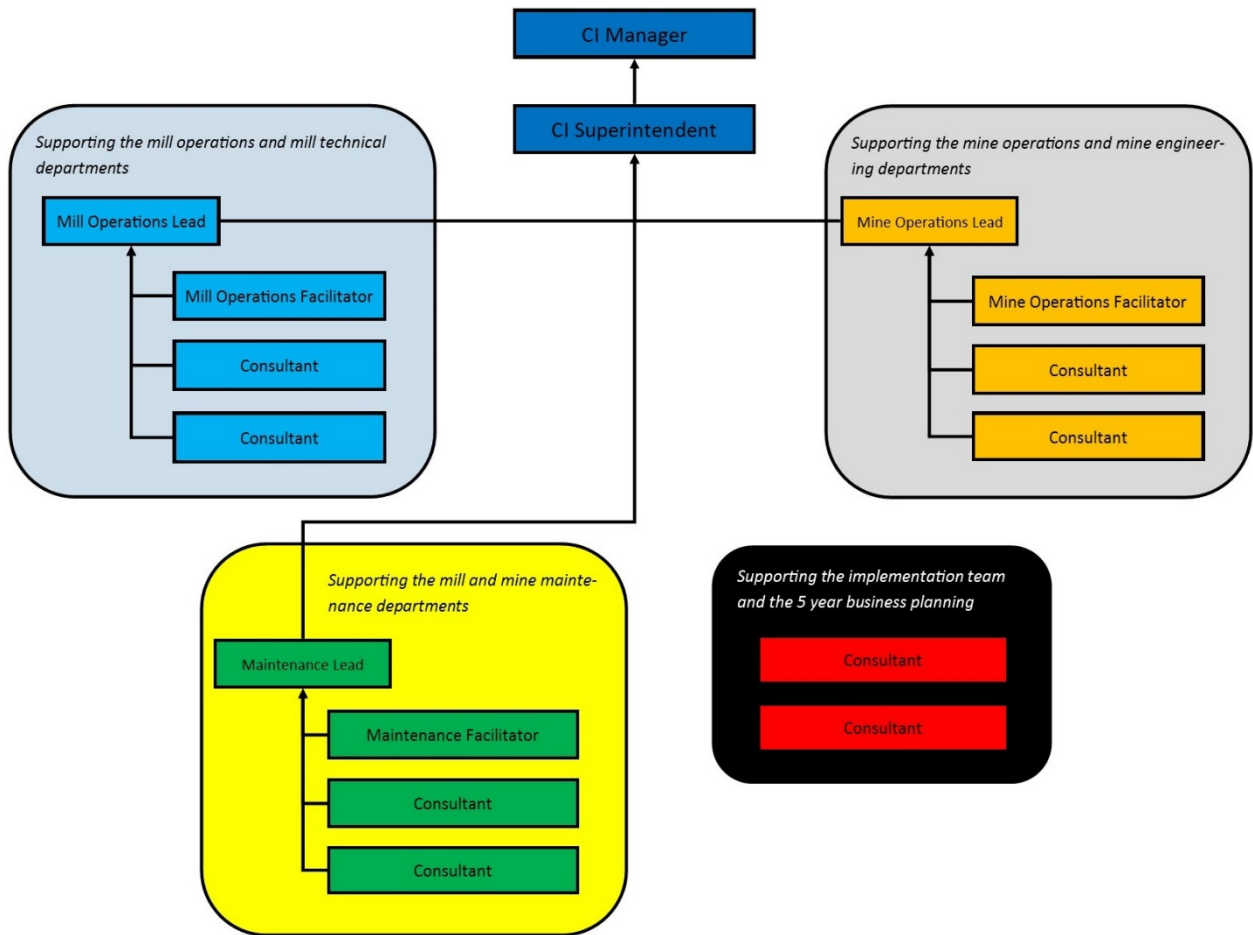 CI Manager
CI Superintendent
Supporting the mill operations and mill technical
departments
Mill Operations Lead
Mill Operations Facilitator
Consultant
Consultant
Supporting the mine operations and mine engineer-
ing departments
Mine Operations Lead
Mine Operations Facilitator
Consultant
Consultant
Supporting the mill and mine mainte-
nance departments
Maintenance Lead
Maintenance Facilitator
Consultant
Consultant
Supporting the implementation team
and the 5 year business planning
Consultant
Consultant